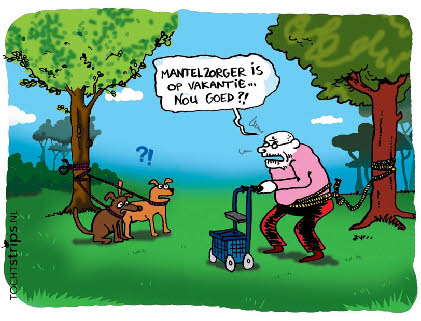 MANTELZORGER is
OP VAKANTiE...
NOU GOED?!
?!
TOCHTstrips.NL